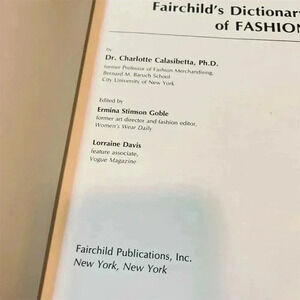 Fairchild's Dictionary
of FASHION
by
Dr. Charlotte Calasibetta, Ph.D.
former Professor of Fashion Merchandising,
Bernard M. Baruch School
City University of New York
Edited by
Ermina Stimson Goble
former art director and fashion editor,
Women's Wear Daily
Lorraine Davis
feature associate,
Vogue Magazine
Fairchild Publications, Inc.
New York, New York